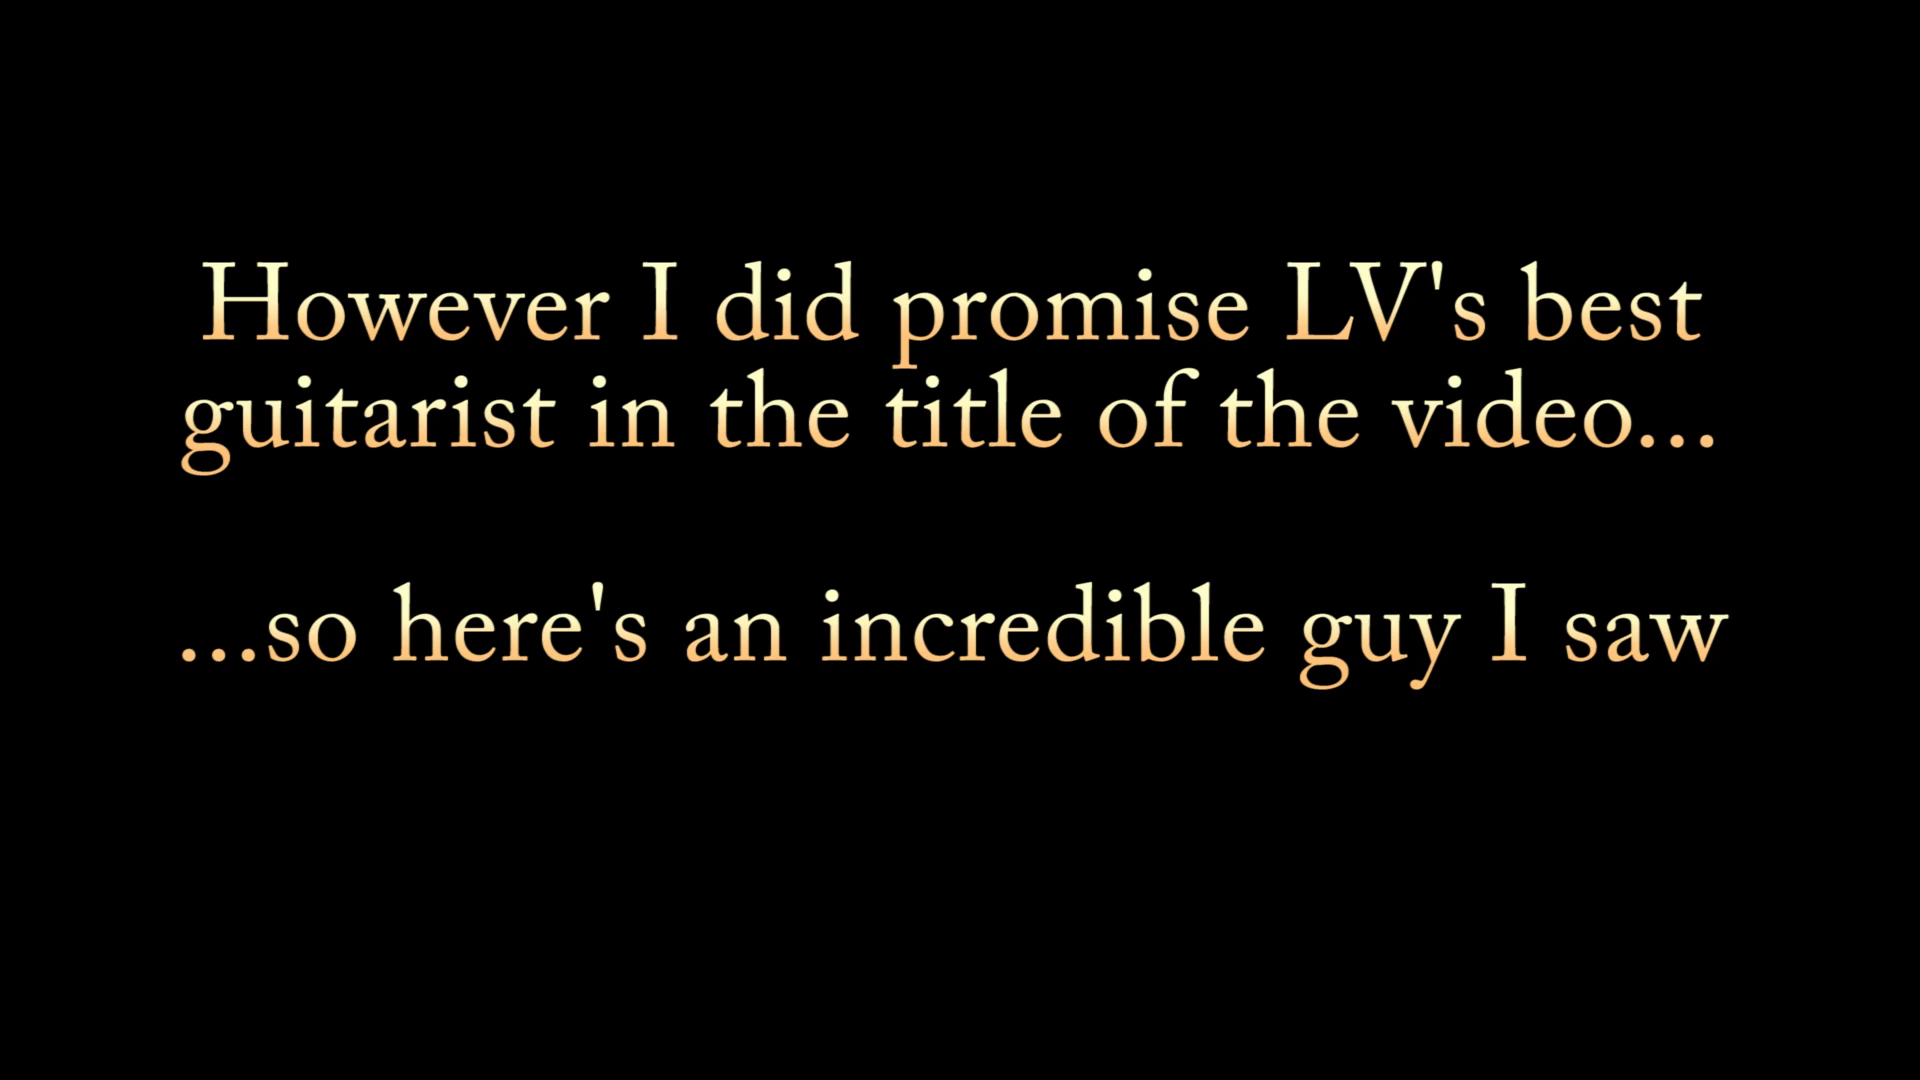 However I did promise LV's best
guitarist in the title of the video...
...so here's an incredible guy I saw